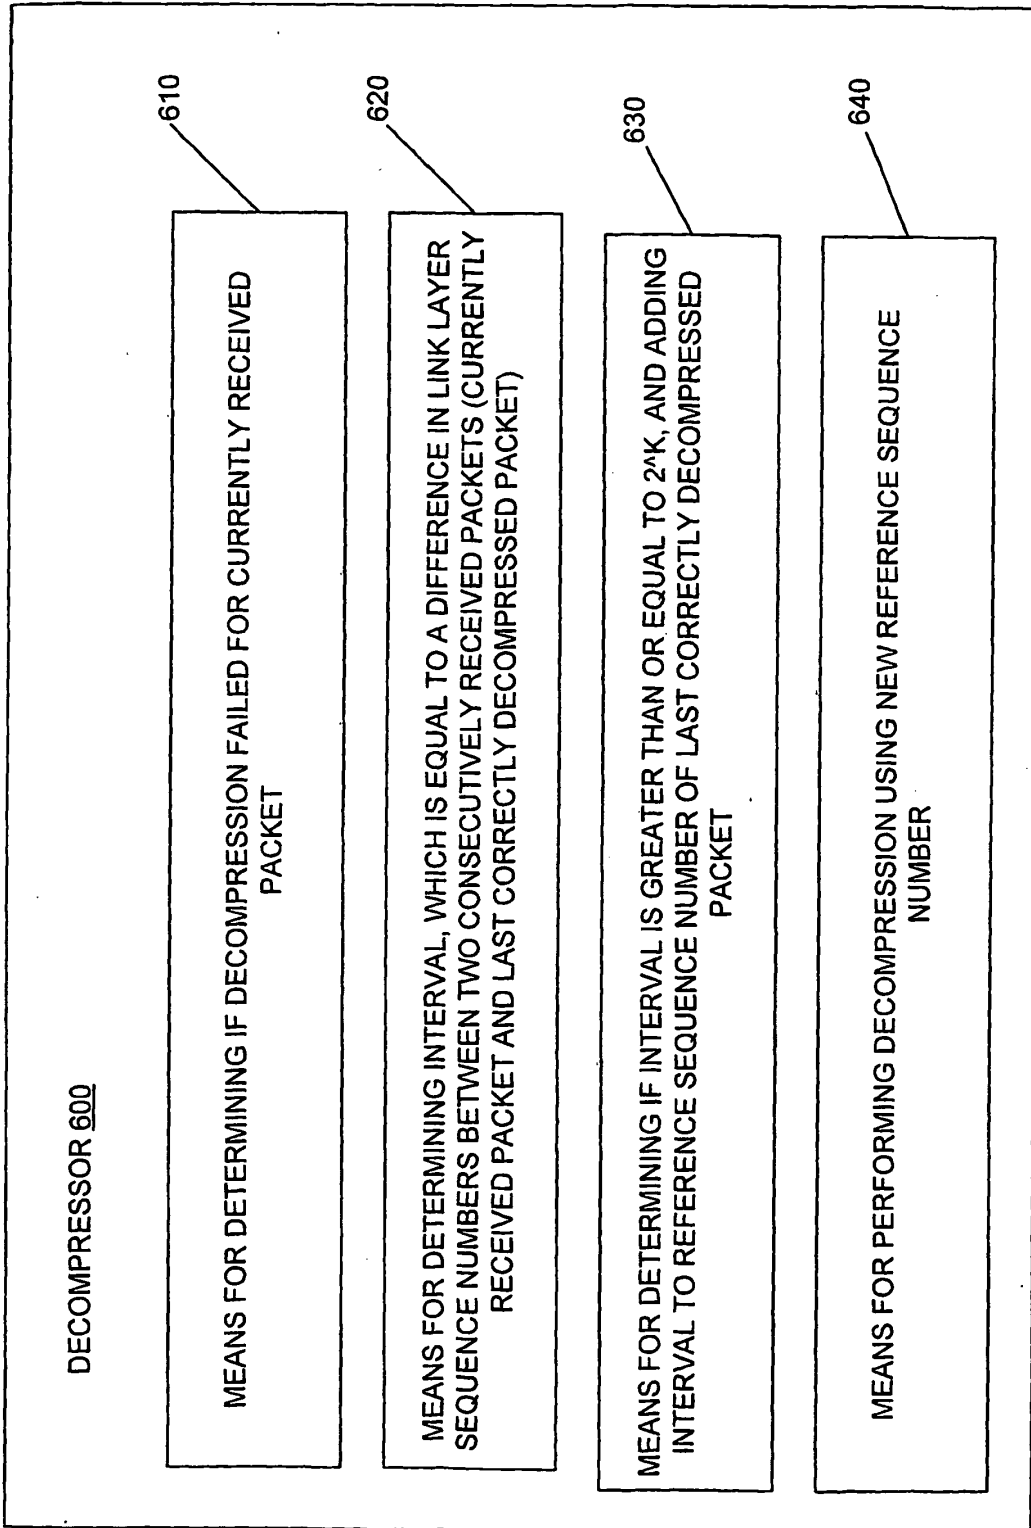 DECOMPRESSOR 600
MEANS FOR DETERMINING IF DECOMPRESSION FAILED FOR CURRENTLY RECEIVED
PACKET
610
MEANS FOR DETERMINING INTERVAL, WHICH IS EQUAL TO A DIFFERENCE IN LINK LAYER
SEQUENCE NUMBERS BETWEEN TWO CONSECUTIVELY RECEIVED PACKETS (CURRENTLY
RECEIVED PACKET AND LAST CORRECTLY DECOMPRESSED PACKET)
620
MEANS FOR DETERMINING IF INTERVAL IS GREATER THAN OR EQUAL TO 2^K, AND ADDING
INTERVAL TO REFERENCE SEQUENCE NUMBER OF LAST CORRECTLY DECOMPRESSED
PACKET
630
MEANS FOR PERFORMING DECOMPRESSION USING NEW REFERENCE SEQUENCE
NUMBER
640